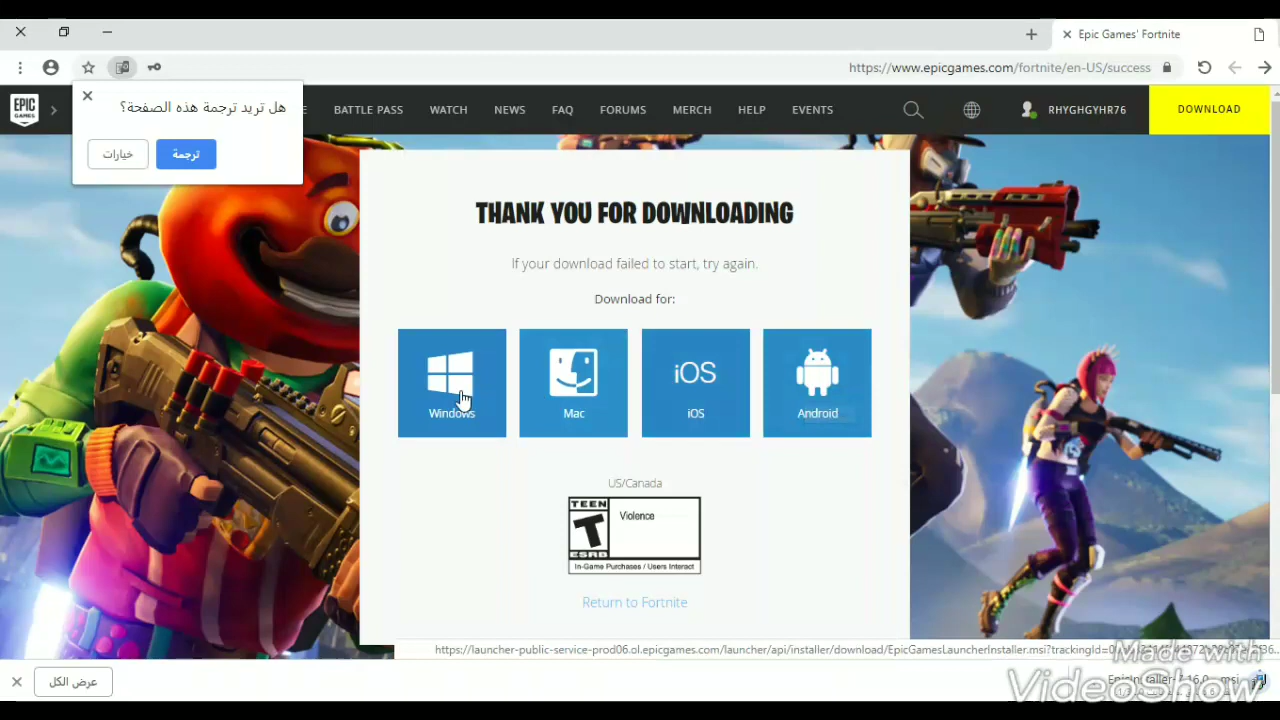 Epic Games' Fortnite
https://www.epicgames.com/fortnite/en-US/success
هل تريد ترجمة هذه الصفحة؟
خيارات
ترجمة
EPIC GAMES
BATTLE PASS
WATCH
NEWS
FAQ
FORUMS
MERCH
HELP
EVENTS
RHYGHGYHR76
DOWNLOAD
THANK YOU FOR DOWNLOADING
If your download failed to start, try again.
Download for:
Windows
Mac
iOS
iOS
Android
US/Canada
TEEN
T
ESRB
Violence
In-Game Purchases / Users Interact
Return to Fortnite
Made with
VideoShow
عرض الكل